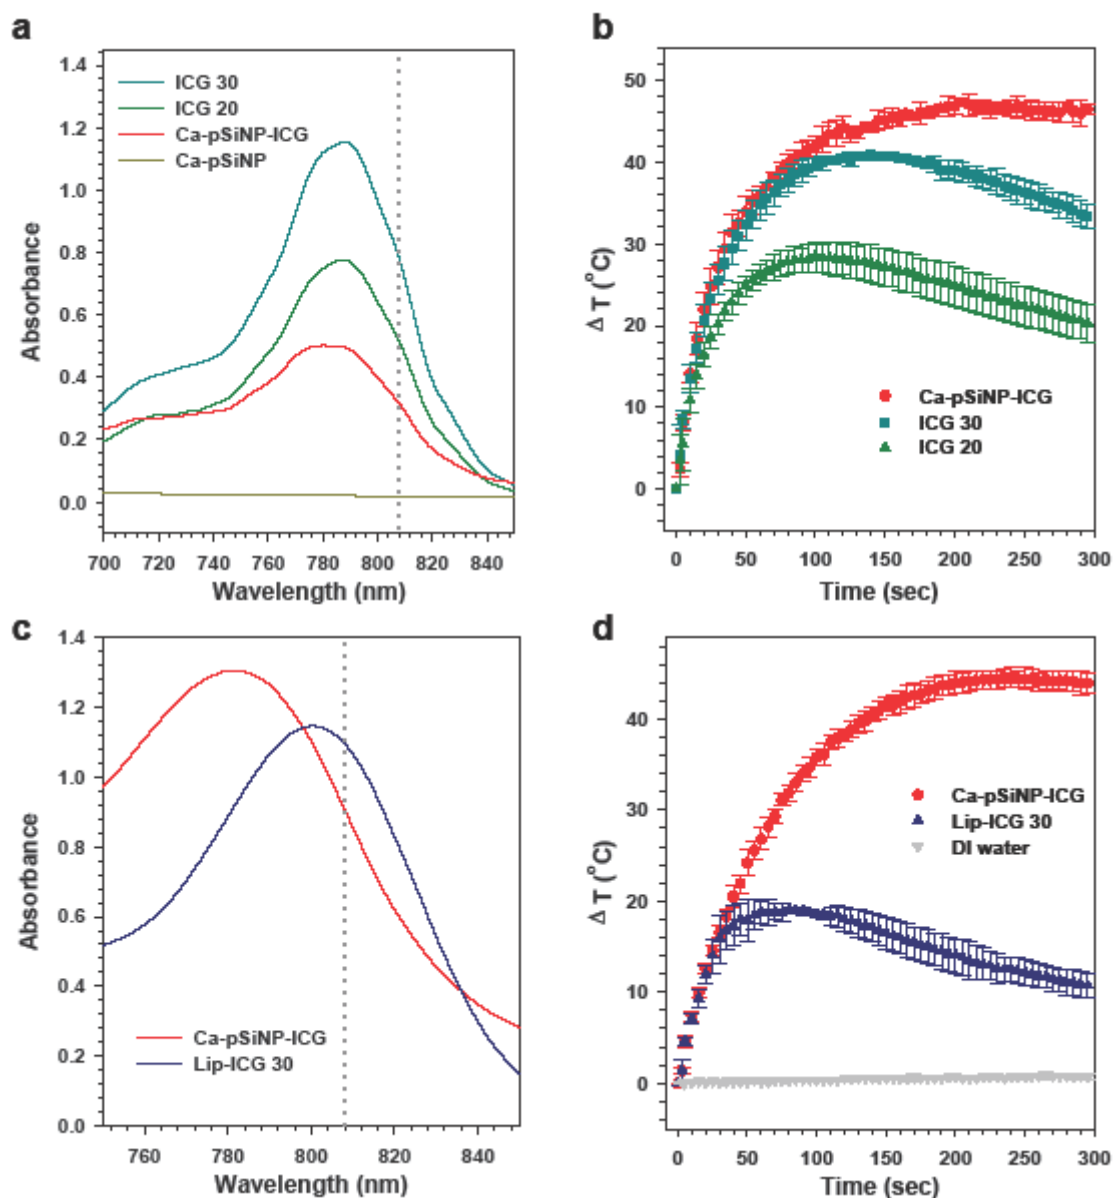 a
1.4
1.2
1.0
0.8
0.6
0.4
0.2
0.0
Absorbance
ICG 30
ICG 20
Ca-pSiNP-ICG
Ca-pSiNP
700 720 740 760 780 800 820 840
Wavelength (nm)
b
50
40
30
20
10
0
Δ T (°C)
Ca-pSiNP-ICG
ICG 30
ICG 20
0 50 100 150 200 250 300
Time (sec)
c
1.4
1.2
1.0
0.8
0.6
0.4
0.2
0.0
Absorbance
Ca-pSiNP-ICG
Lip-ICG 30
760 780 800 820 840
Wavelength (nm)
d
40
30
20
10
0
Δ T (°C)
Ca-pSiNP-ICG
Lip-ICG 30
DI water
0 50 100 150 200 250 300
Time (sec)